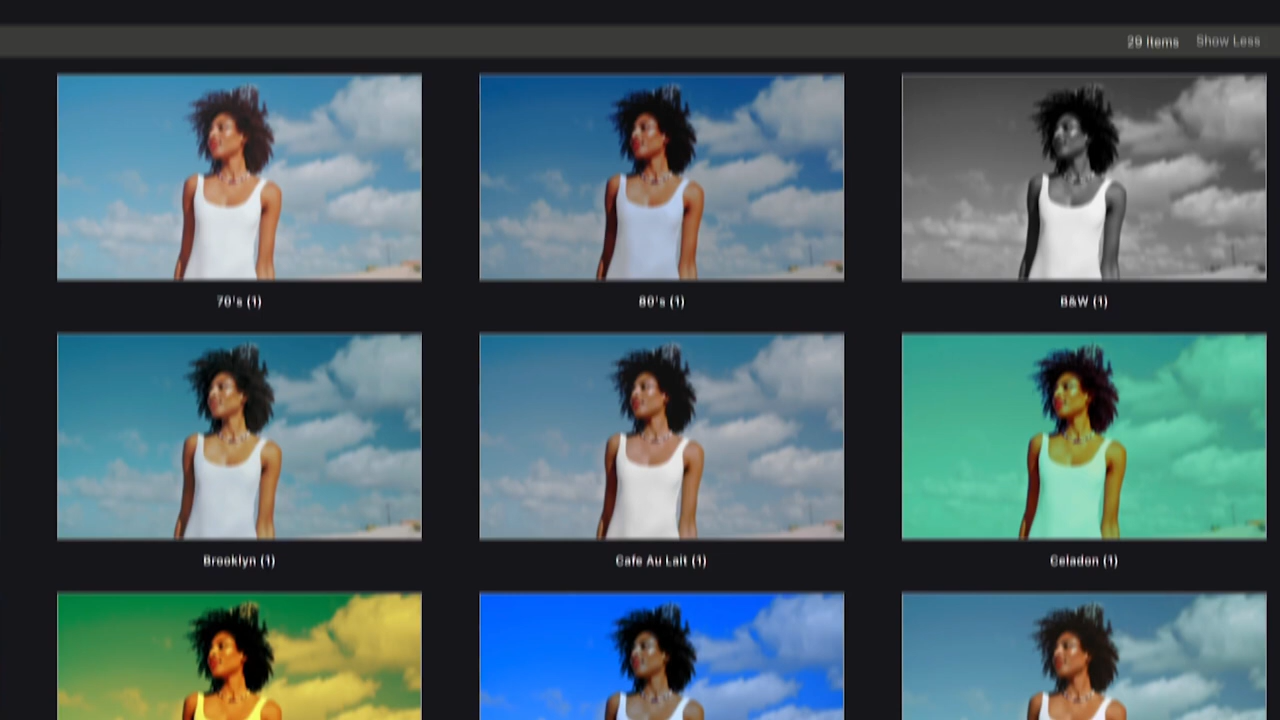 29 Items Show Less
70's (1) 80's (1) B&W (1)
Brooklyn (1) Cafe Au Lait (1) Celadon (1)